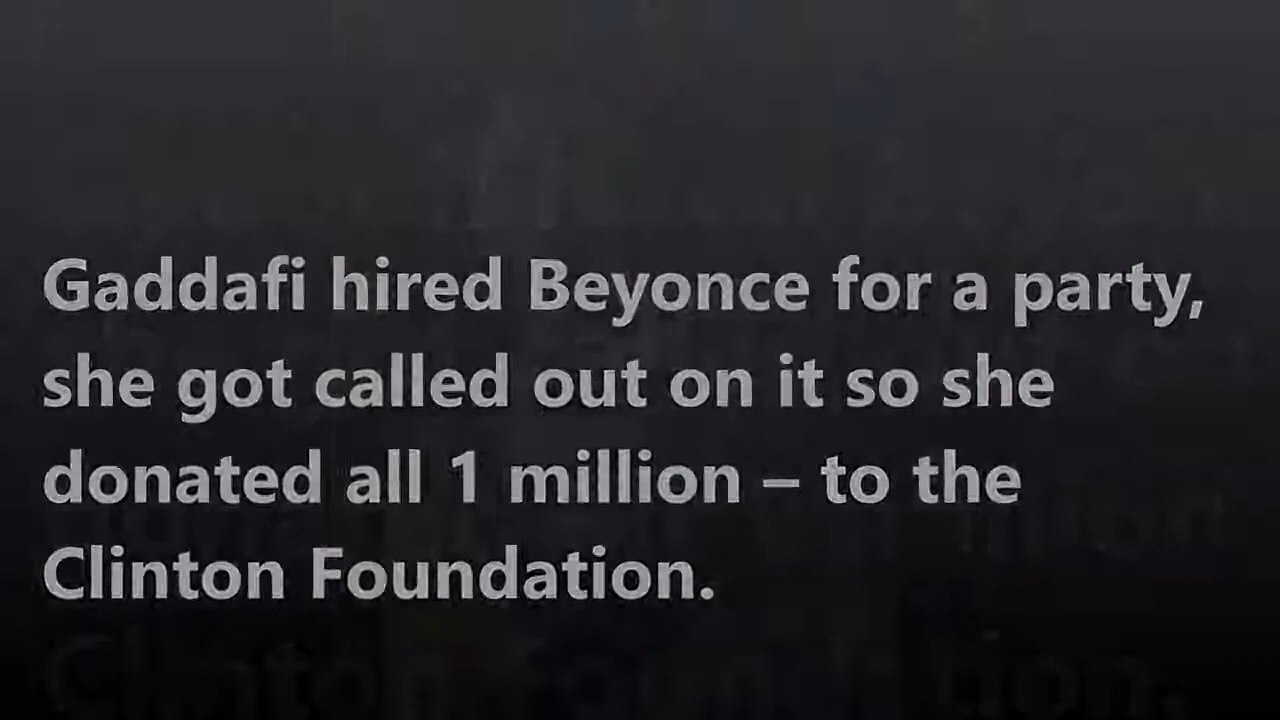 Gaddafi hired Beyonce for a party,
she got called out on it so she
donated all 1 million – to the
Clinton Foundation.